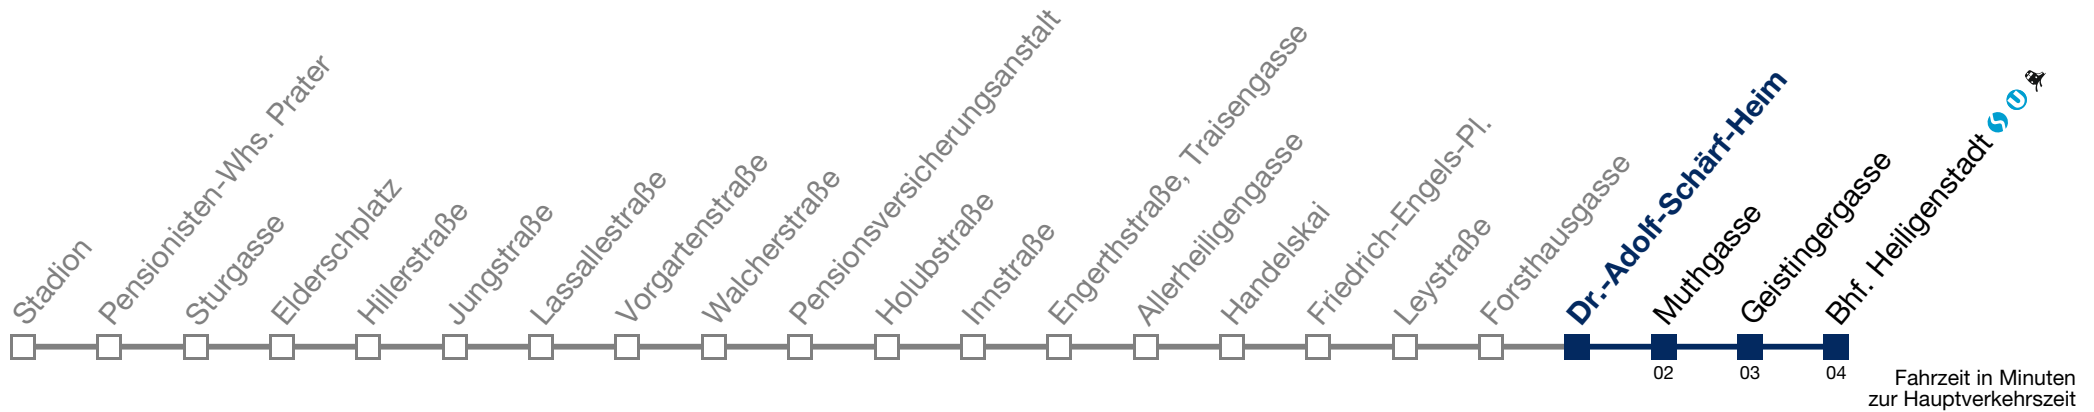 Stadion
Pensionisten-Whs. Prater
Sturgasse
Elderschplatz
Hillerstraße
Jungstraße
Lassallestraße
Vorgartenstraße
Walcherstraße
Pensionsversicherungsanstalt
Holubstraße
Innstraße
Engerthstraße, Traisengasse
Allerheiligengasse
Handelskai
Friedrich-Engels-Pl.
Leystraße
Forsthausgasse
Dr.-Adolf-Schärf-Heim
Muthgasse
Geistingergasse
Bhf. Heiligenstadt S U
02 03 04
Fahrzeit in Minuten
zur Hauptverkehrszeit